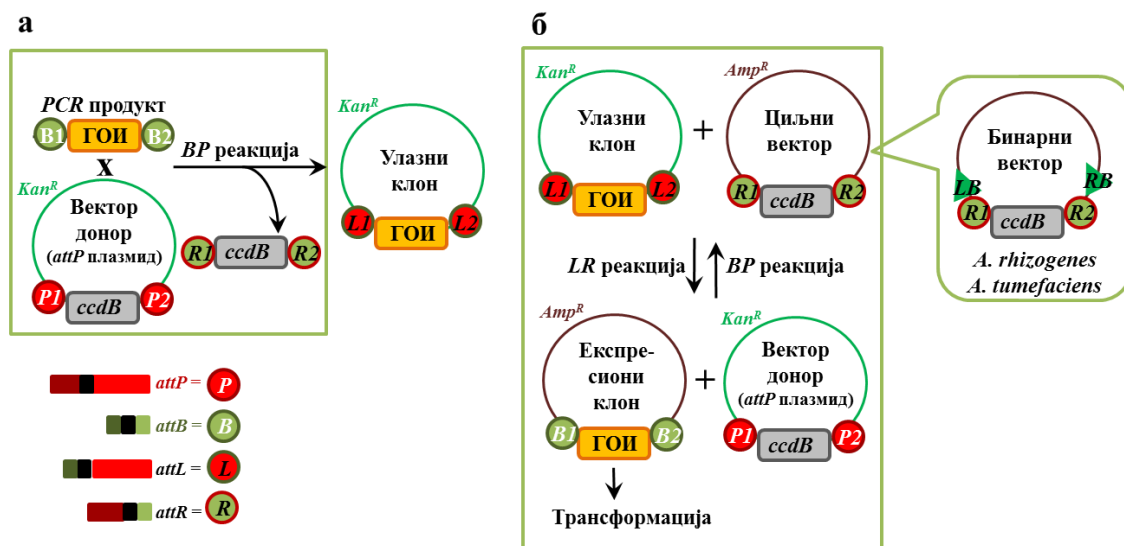 а
PCR продукт
B1 ГОИ B2
X
Kan^R
Вектор
донор
(attP плазмид)
P1 ccdB P2
BP реакција
R1 ccdB R2
Kan^R
Улазни
клон
L1 ГОИ L2
attP = P
attB = B
attL = L
attR = R
б
Kan^R
Улазни
клон
L1 ГОИ L2
+
Amp^R
Циљни
вектор
R1 ccdB R2
LR реакција
BP реакција
Amp^R
Експре-
сиони
клон
B1 ГОИ B2
+
Kan^R
Вектор
донор
(attP плазмид)
P1 ccdB P2
Трансформација
Бинарни
вектор
LB RB
R1 ccdB R2
A. rhizogenes
A. tumefaciens